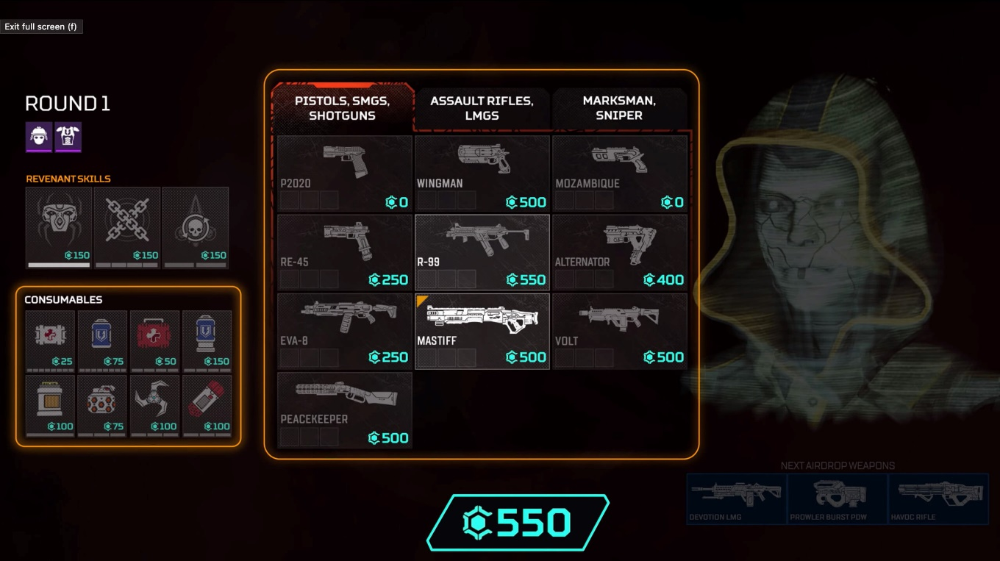 Exit full screen (f)
ROUND 1
REVENANT SKILLS
150
150
150
CONSUMABLES
25
75
50
150
100
75
100
100
PISTOLS, SMGS,
SHOTGUNS
ASSAULT RIFLES,
LMGS
MARKSMAN,
SNIPER
P2020
0
WINGMAN
500
MOZAMBIQUE
0
RE-45
250
R-99
550
ALTERNATOR
400
EVA-8
250
MASTIFF
500
VOLT
500
PEACEKEEPER
500
550
NEXT AIRDROP WEAPONS
DEVOTION LMG
PROWLER BURST PDW
HAVOC RIFLE